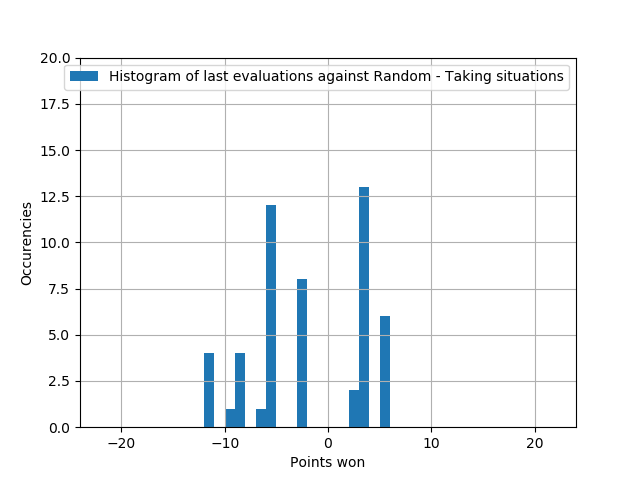 Histogram of last evaluations against Random - Taking situations
20.0
17.5
15.0
12.5
10.0
7.5
5.0
2.5
0.0
Occurencies
−20 −10 0 10 20
Points won